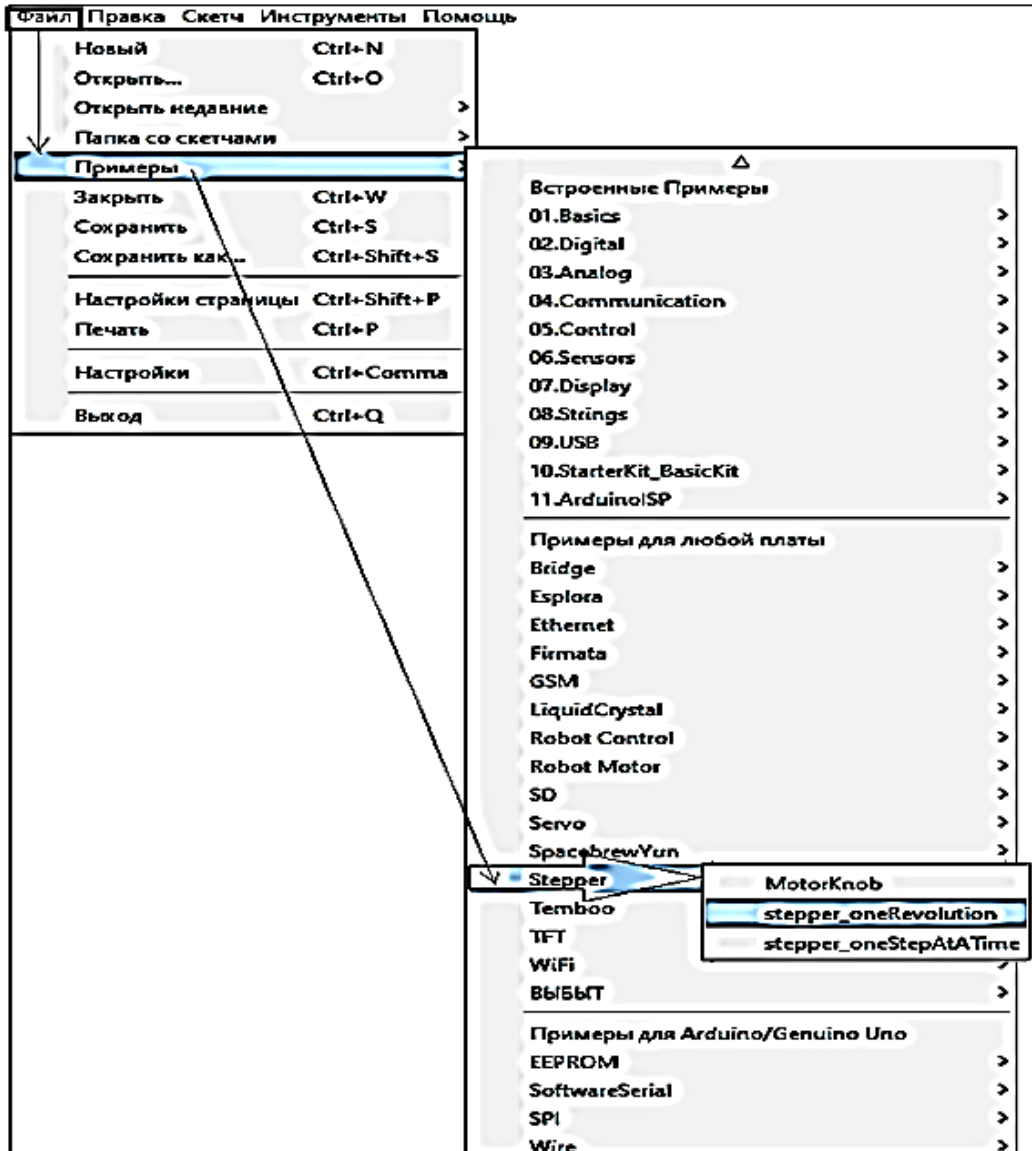 Файл Правка Скетч Инструменты Помощь
Новый Ctrl+N
Открыть... Ctrl+O
Открыть недавние
Папка со скетчами
Примеры
Закрыть Ctrl+W
Сохранить Ctrl+S
Сохранить как... Ctrl+Shift+S
Настройки страницы Ctrl+Shift+P
Печать Ctrl+P
Настройки Ctrl+Comma
Выход Ctrl+Q
Встроенные Примеры
01.Basics
02.Digital
03.Analog
04.Communication
05.Control
06.Sensors
07.Display
08.Strings
09.USB
10.StarterKit_BasicKit
11.ArduinoISP
Примеры для любой платы
Bridge
Esplora
Ethernet
Firmata
GSM
LiquidCrystal
Robot Control
Robot Motor
SD
Servo
SpacebrewYun
Stepper
Temboo
TFT
WiFi
ВЫБЫТ
Примеры для Arduino/Genuino Uno
EEPROM
SoftwareSerial
SPI
Wire
MotorKnob
stepper_oneRevolution
stepper_oneStepAtATime